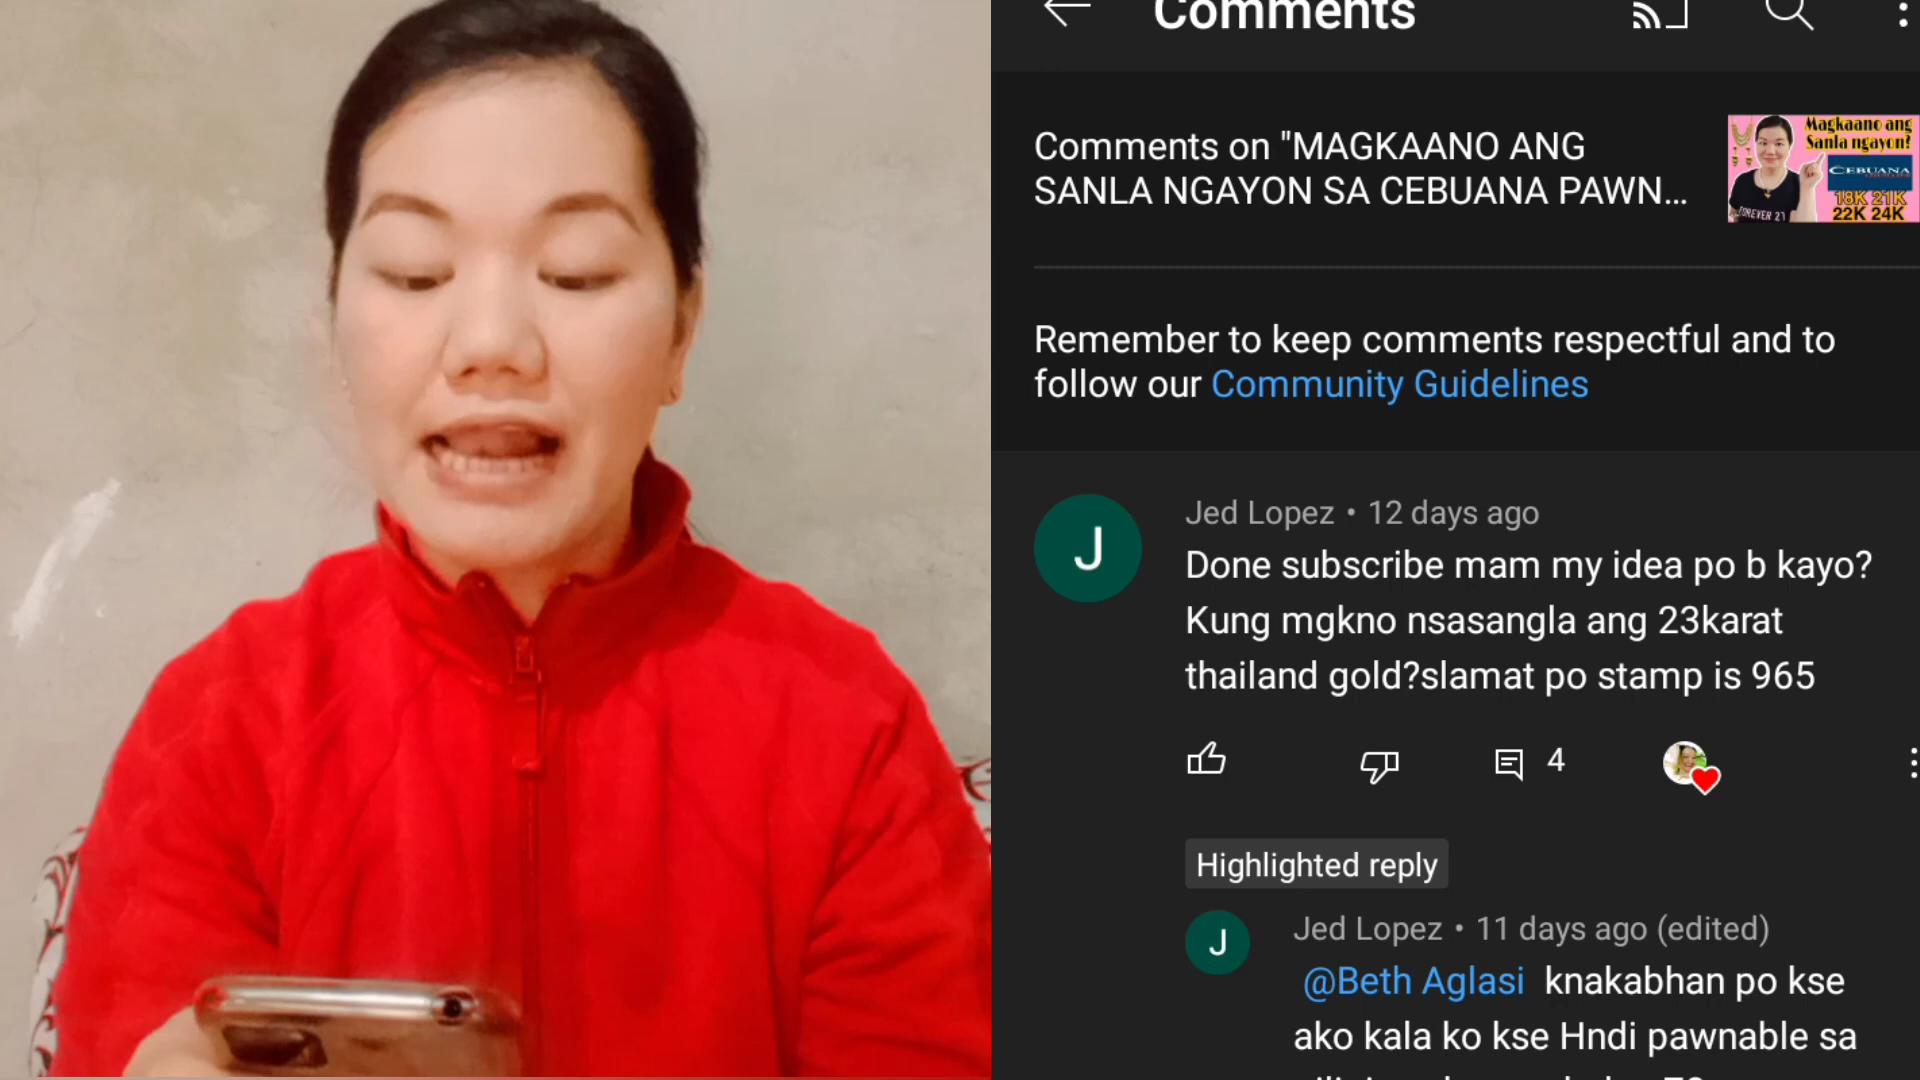 Comments
Comments on "MAGKAANO ANG
SANLA NGAYON SA CEBUANA PAWN...
Magkaano ang
Sanla ngayon?
CEBUANA
FOREVER 21
18K 21K
22K 24K
Remember to keep comments respectful and to
follow our Community Guidelines
J
Jed Lopez • 12 days ago
Done subscribe mam my idea po b kayo?
Kung mgkno nsasangla ang 23karat
thailand gold?slamat po stamp is 965
4
Highlighted reply
J
Jed Lopez • 11 days ago (edited)
@Beth Aglasi knakabhan po kse
ako kala ko kse Hndi pawnable sa